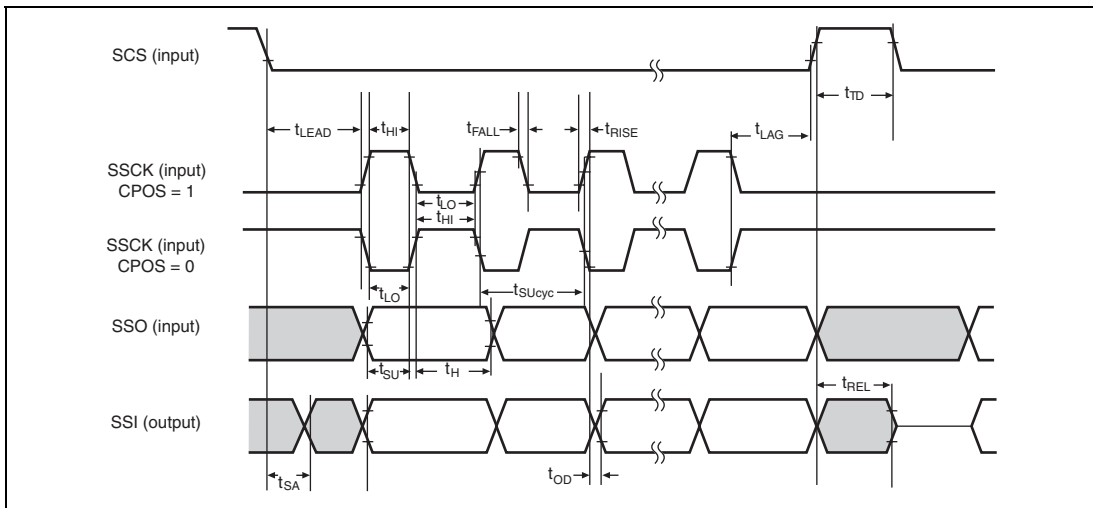 SCS (input)
tTD
tLEAD
tHI
tFALL
tRISE
tLAG
SSCK (input)
CPOS = 1
tLO
tHI
SSCK (input)
CPOS = 0
tLO
tSUcyc
SSO (input)
tSU
tH
tREL
SSI (output)
tSA
tOD